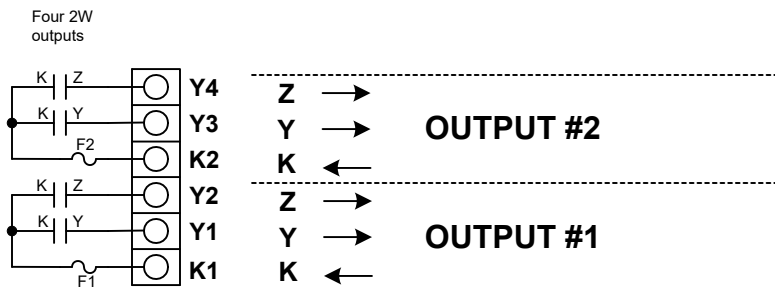 Four 2W
outputs
K Z Y4 Z
K Y Y3 Y OUTPUT #2
F2 K2 K
K Z Y2 Z
K Y Y1 Y OUTPUT #1
F1 K1 K